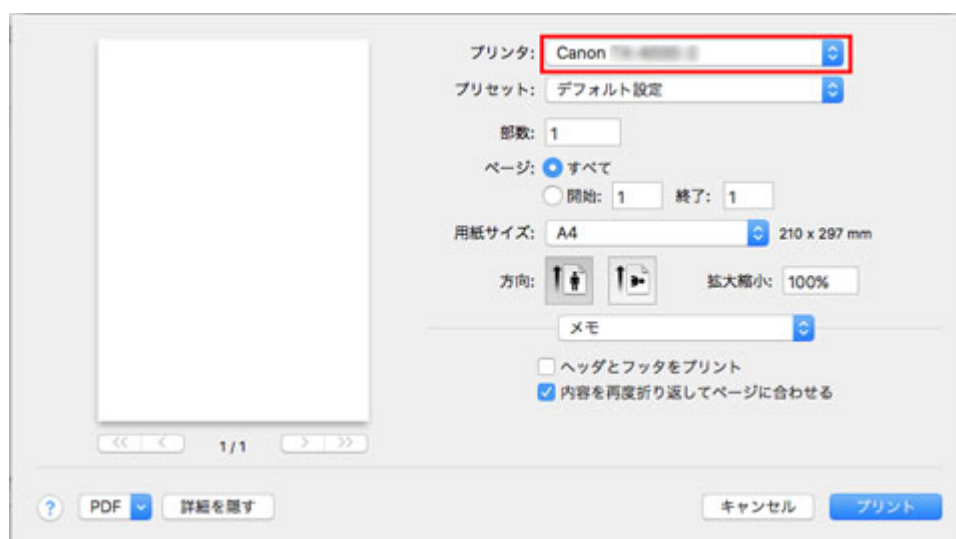 プリンタ: Canon
プリセット: デフォルト設定
部数: 1
ページ: すべて
開始: 1 終了: 1
用紙サイズ: A4 210 x 297 mm
方向: 拡大縮小: 100%
メモ
ヘッダとフッタをプリント
内容を再度折り返してページに合わせる
<< < 1 / 1 > >>
? PDF 詳細を隠す キャンセル プリント